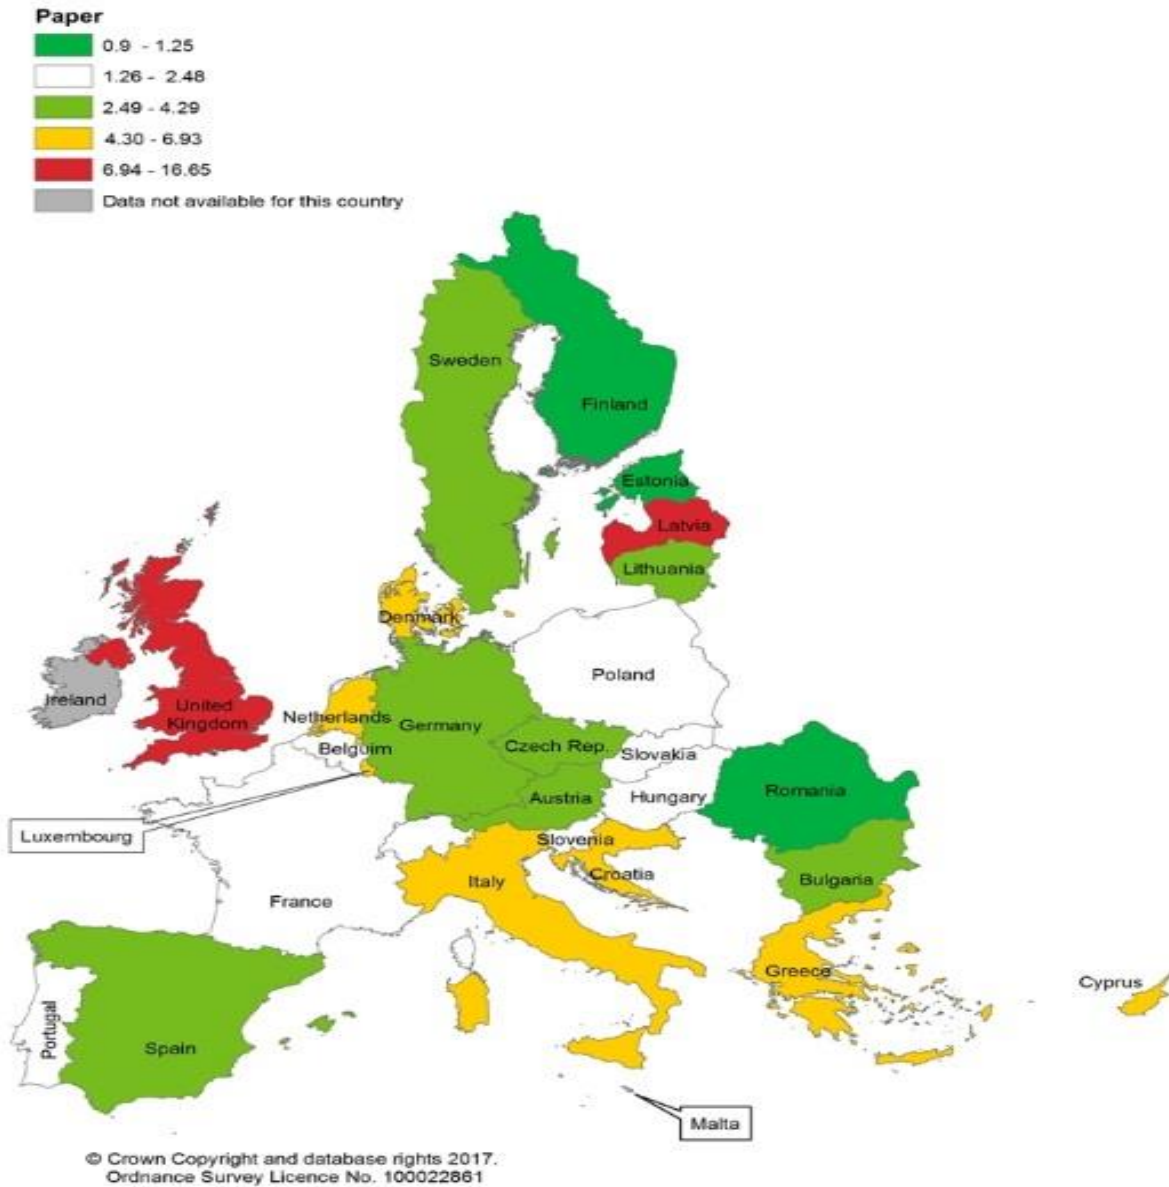 Paper
0.9 - 1.25
1.26 - 2.48
2.49 - 4.29
4.30 - 6.93
6.94 - 16.65
Data not available for this country
Sweden
Finland
Estonia
Latvia
Lithuania
Denmark
Poland
Ireland
United
Kingdom
Netherlands
Germany
Belguim
Czech Rep.
Slovakia
Austria
Hungary
Romania
Luxembourg
Slovenia
Croatia
Italy
Bulgaria
France
Greece
Cyprus
Portugal
Spain
Malta
© Crown Copyright and database rights 2017.
Ordnance Survey Licence No. 100022861